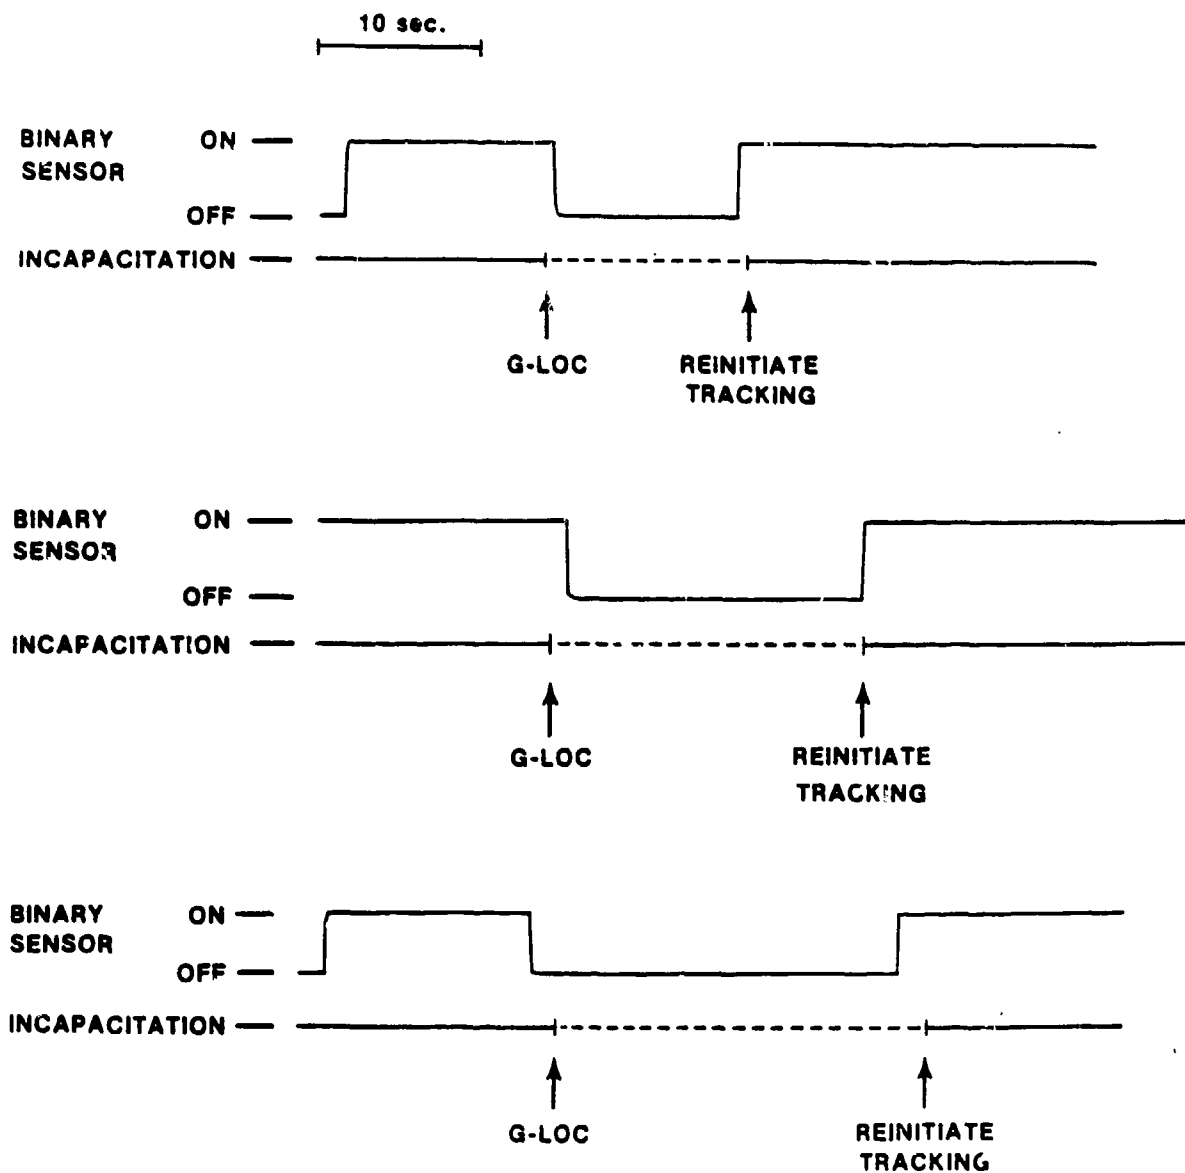 10 sec.
BINARY SENSOR
ON
OFF
INCAPACITATION
G-LOC
REINITIATE TRACKING
BINARY SENSOR
ON
OFF
INCAPACITATION
G-LOC
REINITIATE TRACKING
BINARY SENSOR
ON
OFF
INCAPACITATION
G-LOC
REINITIATE TRACKING